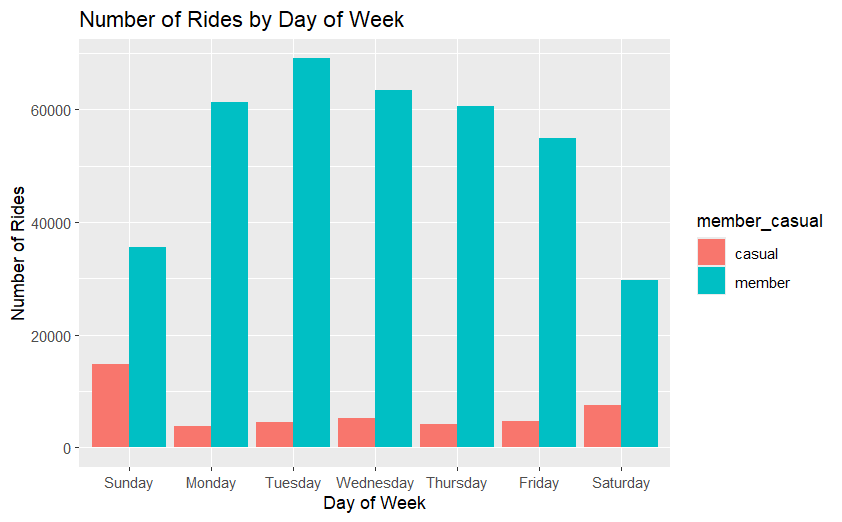 Number of Rides by Day of Week
Number of Rides
60000
40000
20000
0
Sunday Monday Tuesday Wednesday Thursday Friday Saturday
Day of Week
member_casual
casual
member